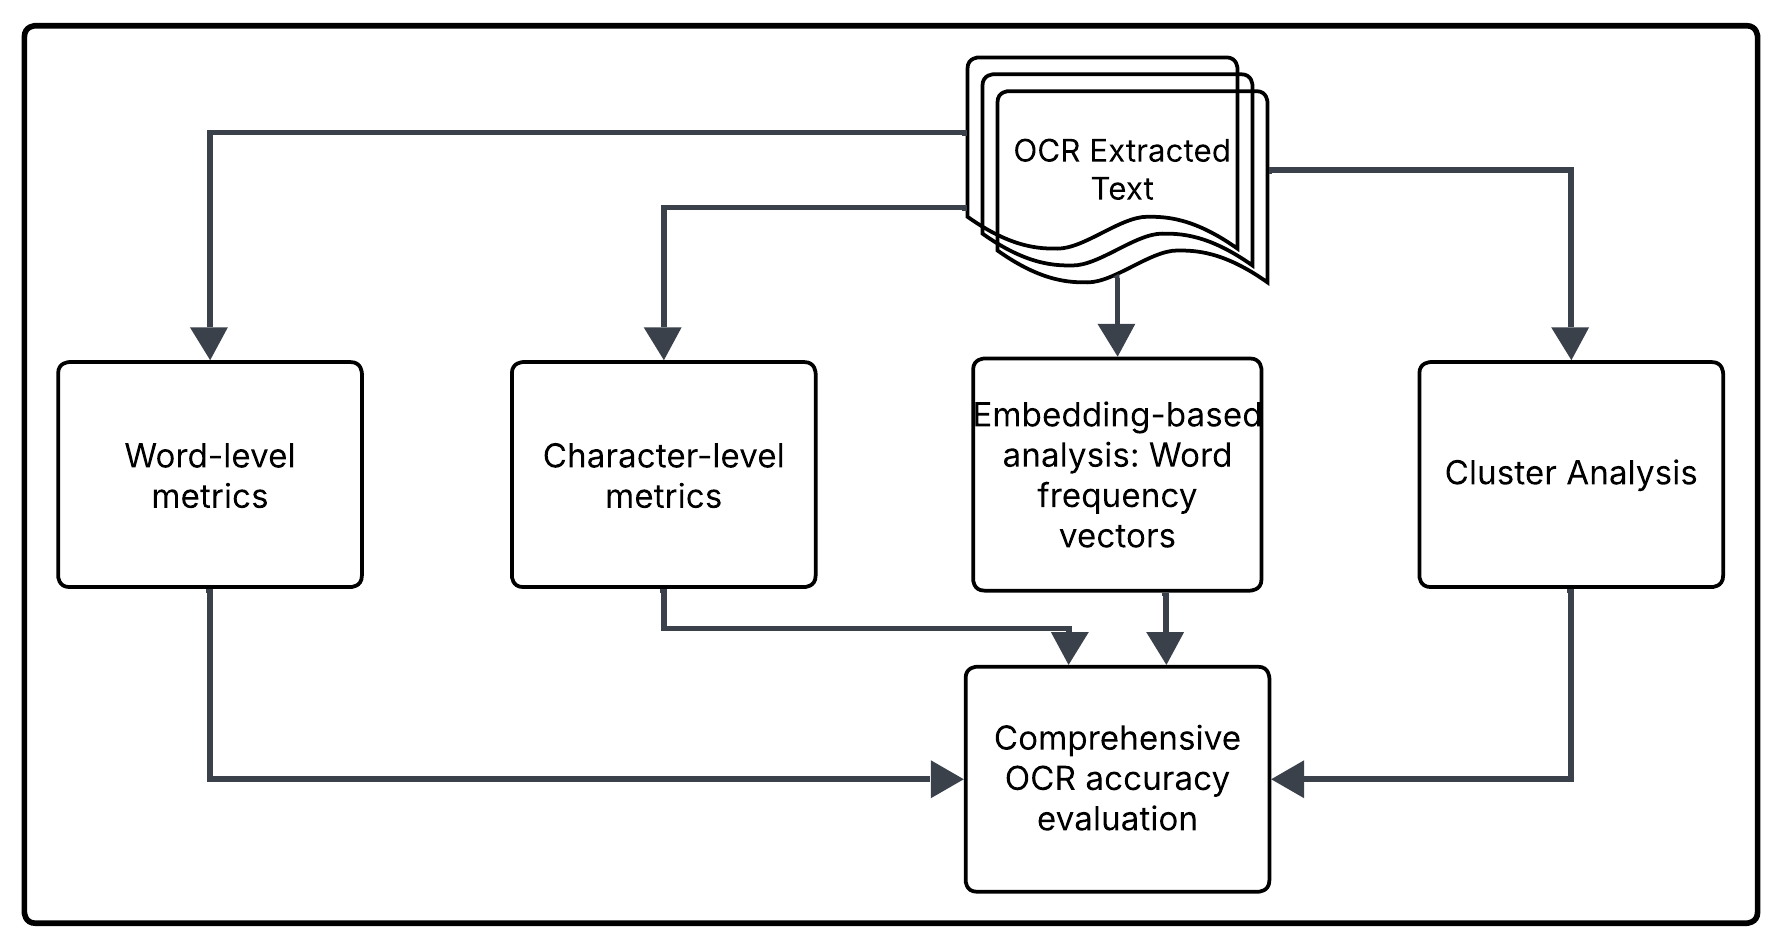 OCR Extracted
Text
Word-level
metrics
Character-level
metrics
Embedding-based
analysis: Word
frequency
vectors
Cluster Analysis
Comprehensive
OCR accuracy
evaluation